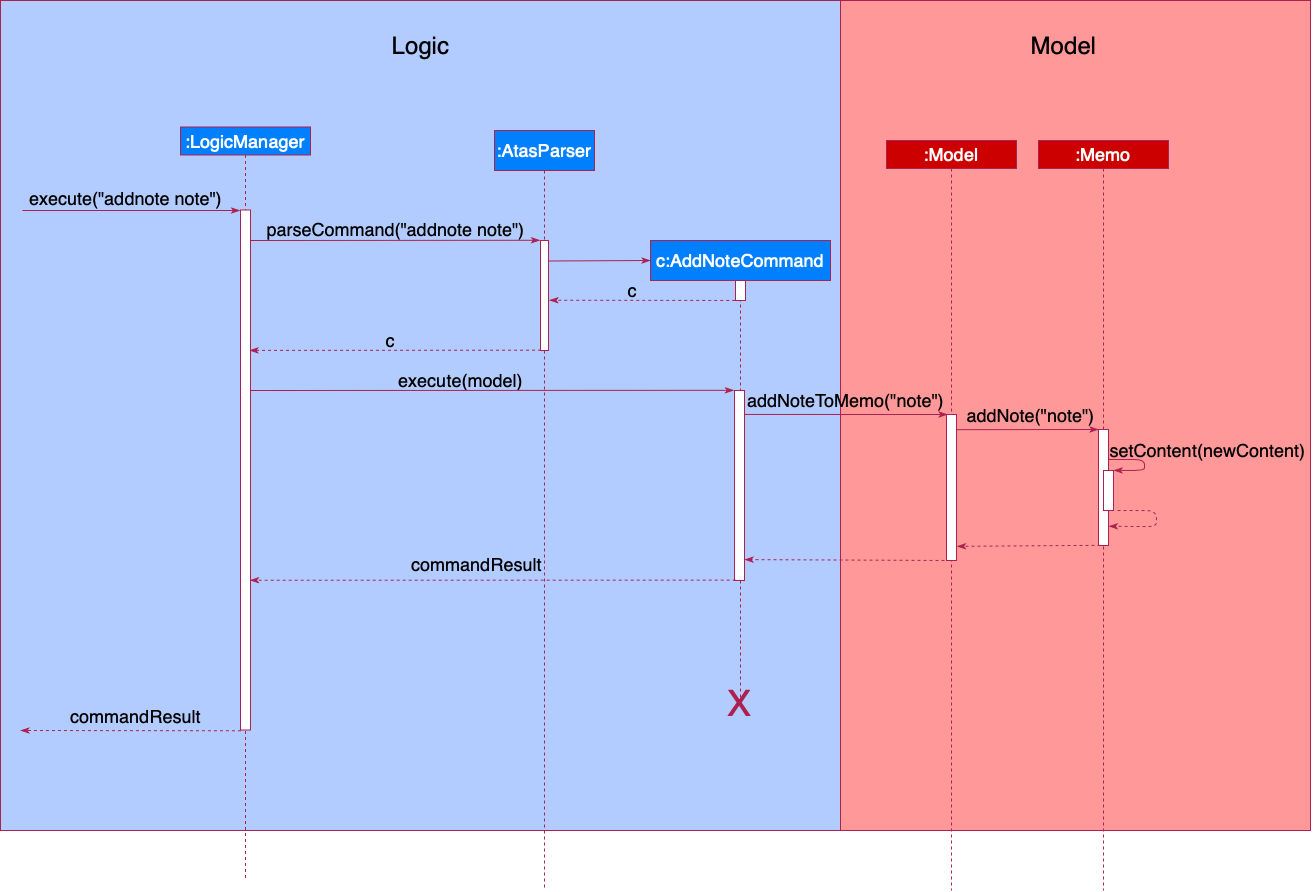 Logic
Model
:LogicManager
:AtasParser
:Model
:Memo
execute("addnote note")
parseCommand("addnote note")
c:AddNoteCommand
c
c
execute(model)
addNoteToMemo("note")
addNote("note")
setContent(newContent)
commandResult
X
commandResult